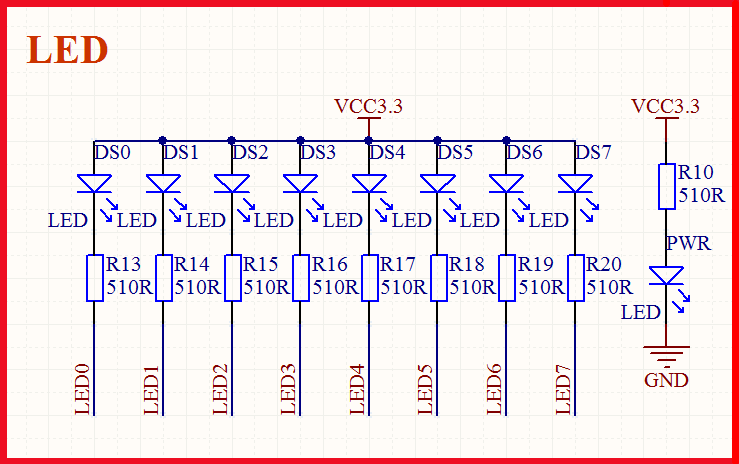 LED
VCC3.3 VCC3.3
DS0 DS1 DS2 DS3 DS4 DS5 DS6 DS7
R10
510R
LED LED LED LED LED LED LED LED
PWR
R13 R14 R15 R16 R17 R18 R19 R20
510R 510R 510R 510R 510R 510R 510R 510R
LED
LED0 LED1 LED2 LED3 LED4 LED5 LED6 LED7
GND